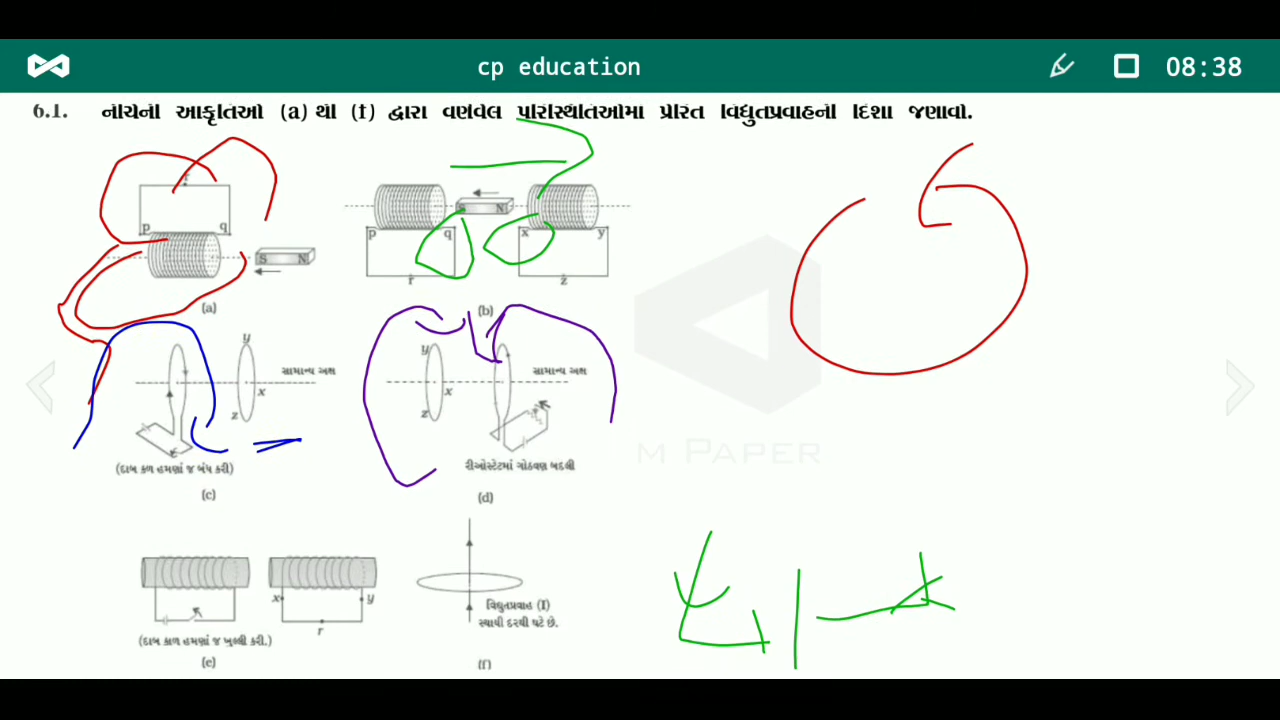 cp education
08:38
6.1. નીચેની આકૃતિઓ (a) થી (f) દ્વારા વર્ણવેલ પરિસ્થિતિઓમાં પ્રેરિત વિદ્યુતપ્રવાહની દિશા જણાવો.
r
p q
S N
(a)
S N
p q x y
r z
(b)
y
સામાન્ય અક્ષ
x
z
(દાબ કળ હમણાં જ બંધ કરી)
(c)
y
સામાન્ય અક્ષ
x
z
રીઓસ્ટેટમાં ગોઠવણ બદલી
(d)
x y
r
(દાબ કળ હમણાં જ ખુલ્લી કરી.)
(e)
વિદ્યુતપ્રવાહ (I)
સ્થાયી દરથી ઘટે છે.
(f)
M PAPER